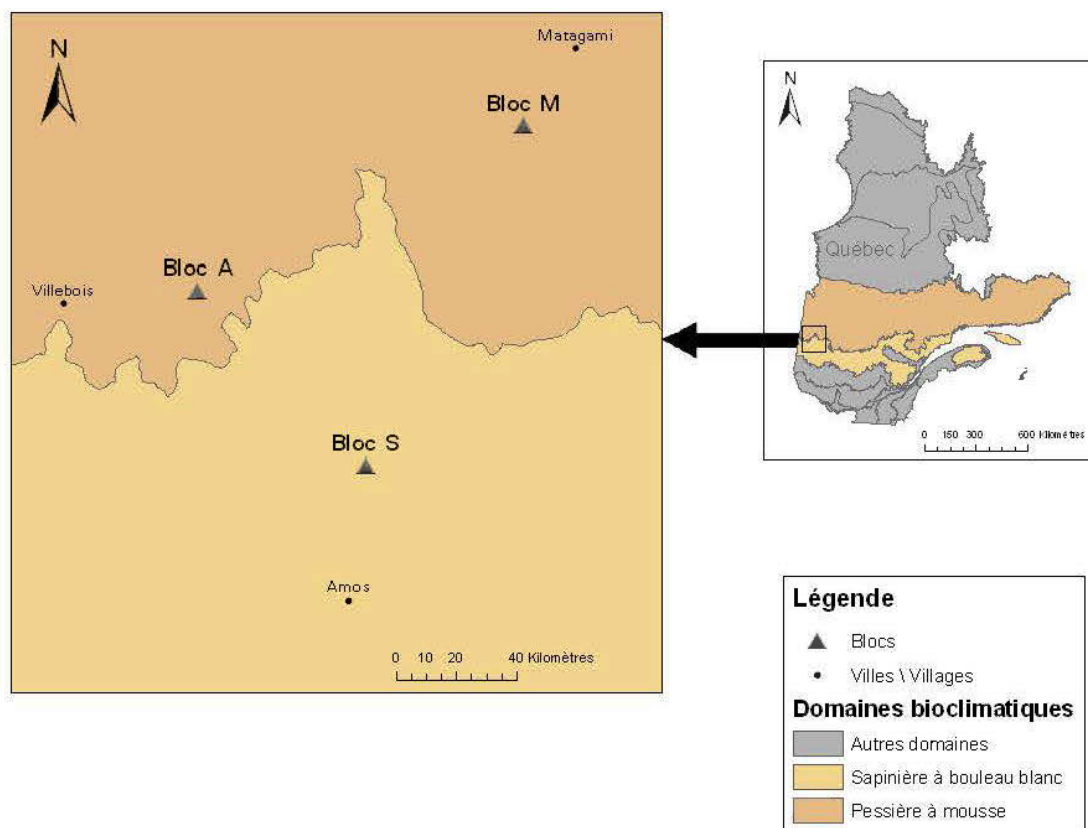 N
Matagami
Bloc M
Bloc A
Villebois
Bloc S
Amos
0 10 20 40 Kilomètres
N
Québec
0 150 300 600 Kilomètres
Légende
Blocs
Villes \ Villages
Domaines bioclimatiques
Autres domaines
Sapinière à bouleau blanc
Pessière à mousse